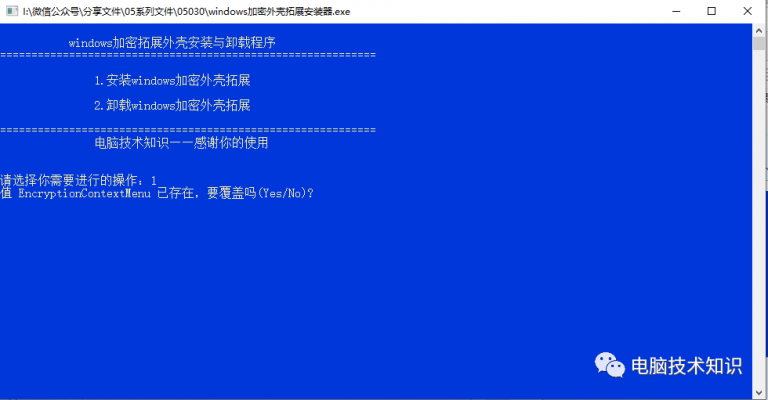 I:\微信公众号\分享文件\05系列文件\05030\windows加密外壳拓展安装器.exe
windows加密拓展外壳安装与卸载程序
============================================================
1.安装windows加密外壳拓展
2.卸载windows加密外壳拓展
============================================================
电脑技术知识——感谢你的使用
请选择你需要进行的操作：1
值 EncryptionContextMenu 已存在，要覆盖吗(Yes/No)?
电脑技术知识